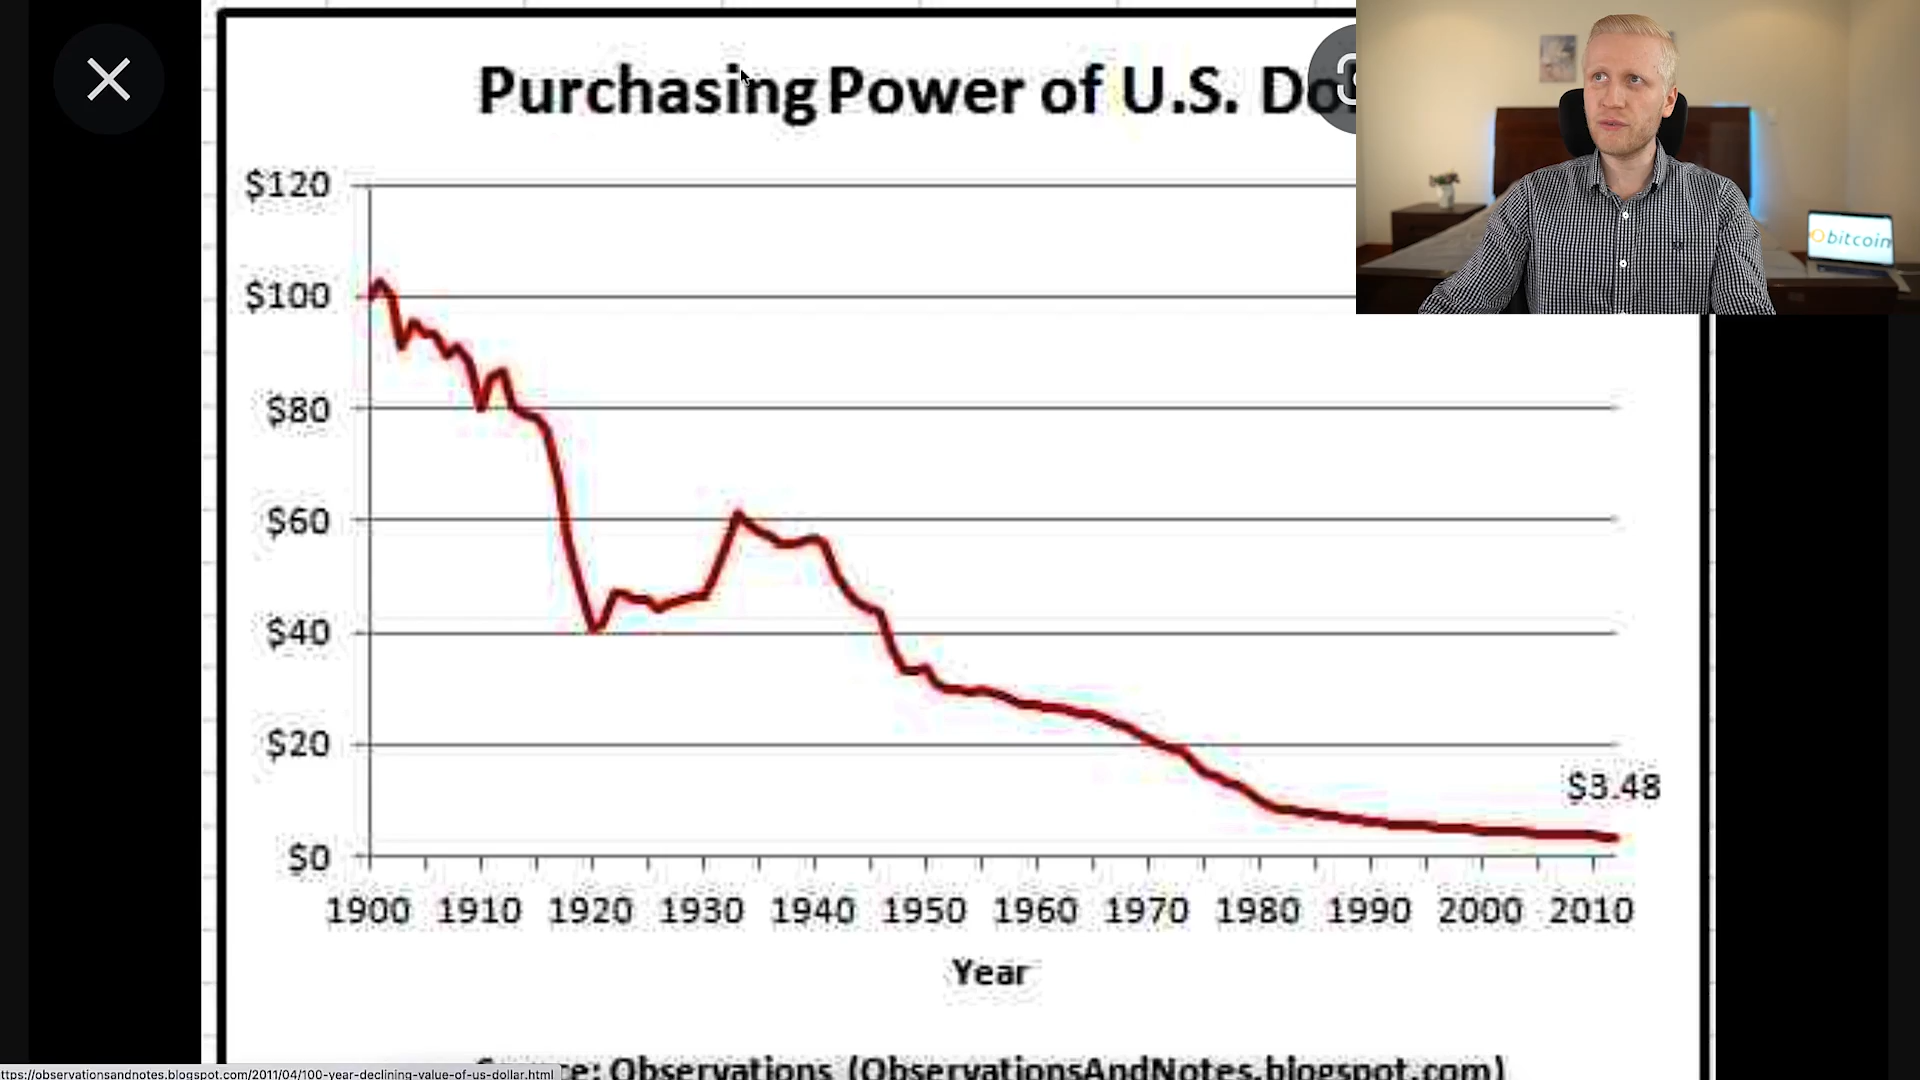 Purchasing Power of U.S.
$120
$100
$80
$60
$40
$20
$0
$3.48
1900 1910 1920 1930 1940 1950 1960 1970 1980 1990 2000 2010
Year
Observations (ObservationsAndNotes.blogspot.com)
ttps://observationsandnotes.blogspot.com/2011/04/100-year-declining-value-of-us-dollar.html
bitcoin